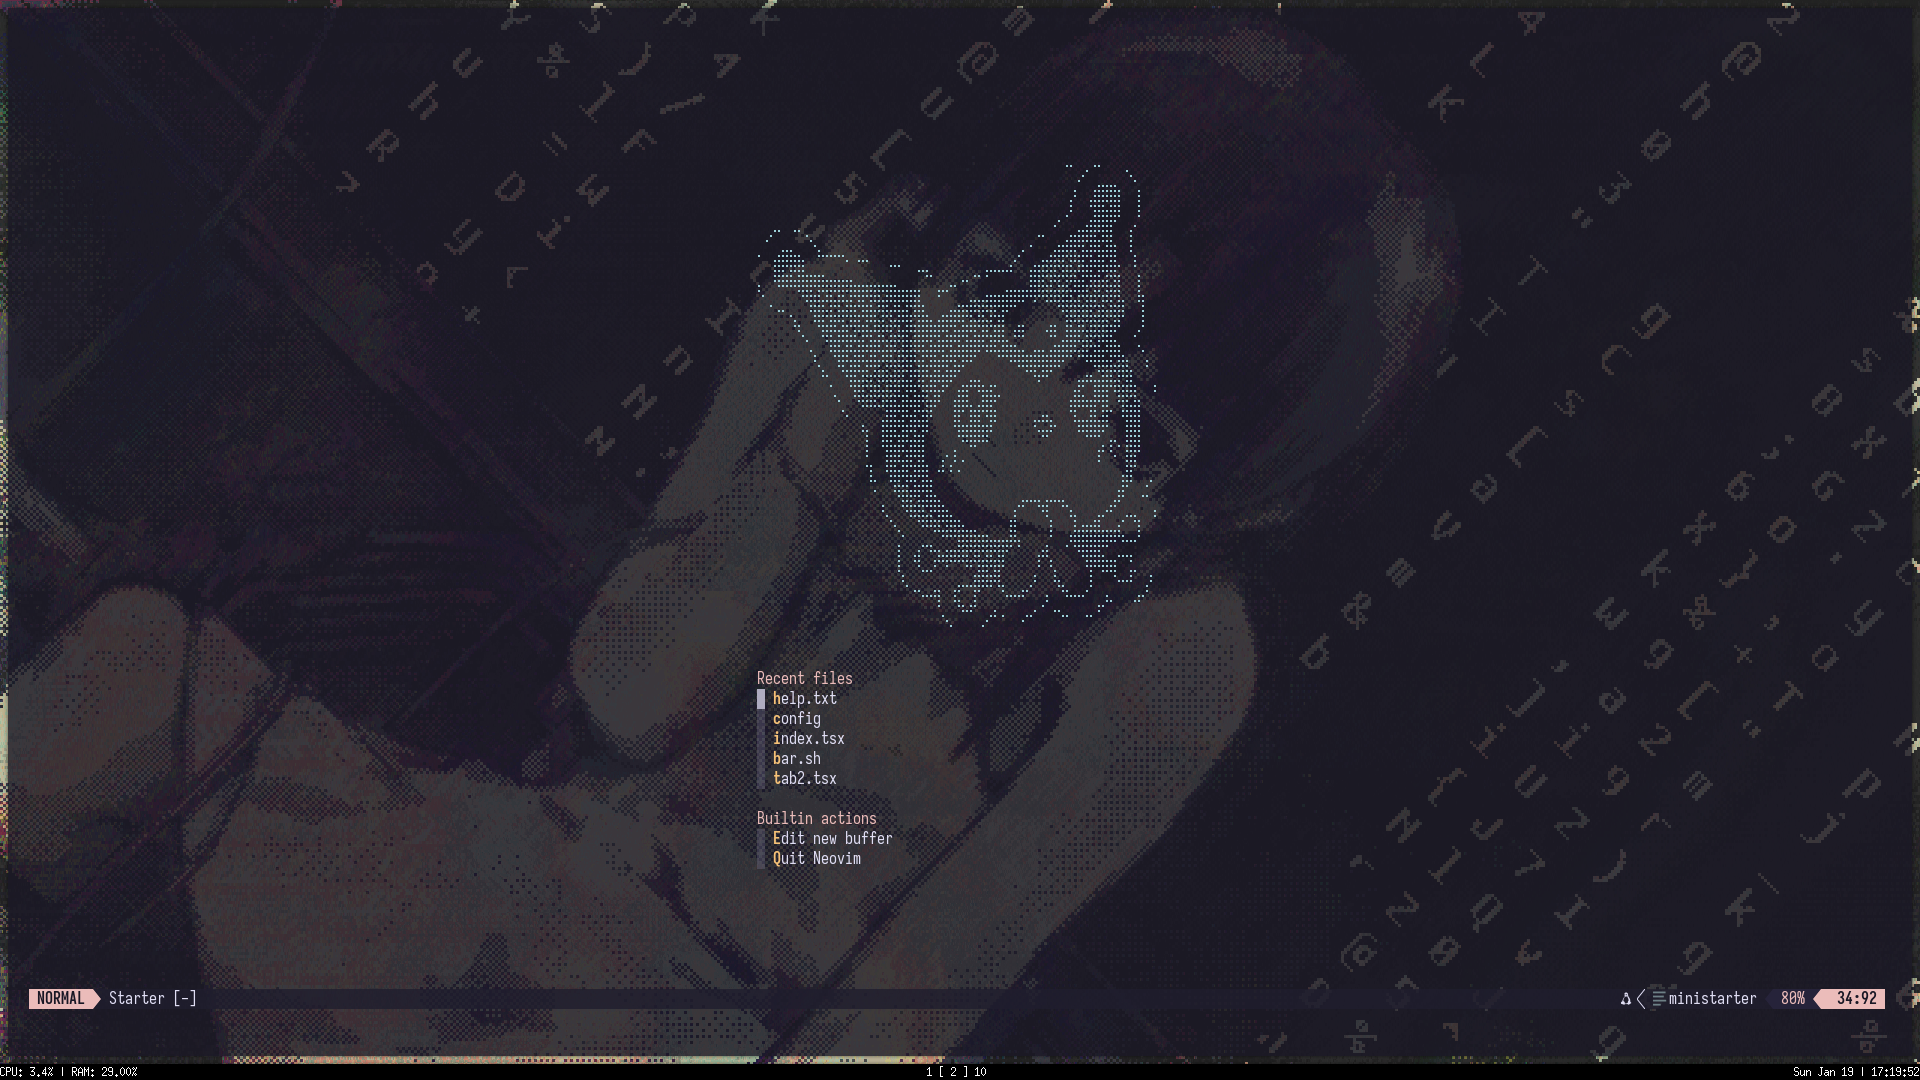 Recent files
help.txt
config
index.tsx
bar.sh
tab2.tsx
Builtin actions
Edit new buffer
Quit Neovim
NORMAL Starter [-] ministarter 80% 34:92
CPU: 3.4% | RAM: 29.00% 1 [ 2 ] 10 Sun Jan 19 | 17:19:52